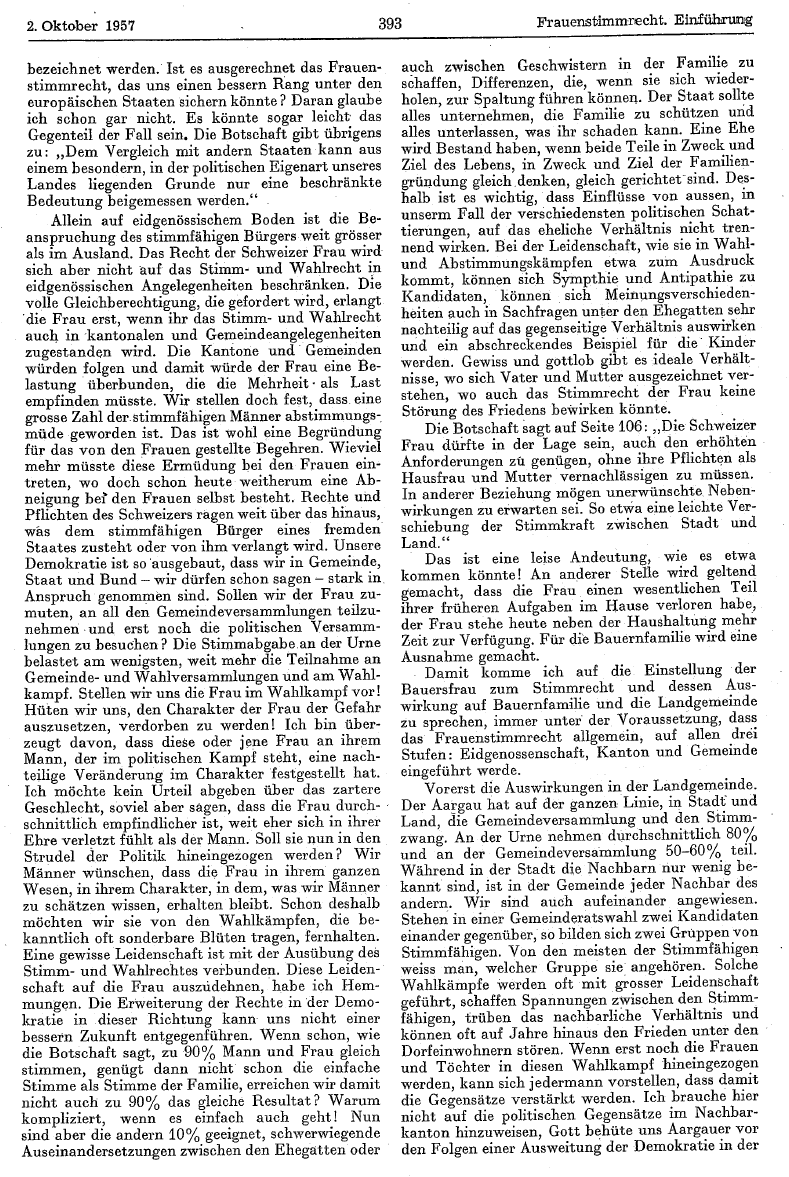 2. Oktober 1957
393
Frauenstimmrecht. Einführung
bezeichnet werden. Ist es ausgerechnet das Frauen-
stimmrecht, das uns einen bessern Rang unter den
europäischen Staaten sichern könnte? Daran glaube
ich schon gar nicht. Es könnte sogar leicht das
Gegenteil der Fall sein. Die Botschaft gibt übrigens
zu: „Dem Vergleich mit andern Staaten kann aus
einem besondern, in der politischen Eigenart unseres
Landes liegenden Grunde nur eine beschränkte
Bedeutung beigemessen werden.“
Allein auf eidgenössischem Boden ist die Be-
anspruchung des stimmfähigen Bürgers weit grösser
als im Ausland. Das Recht der Schweizer Frau wird
sich aber nicht auf das Stimm- und Wahlrecht in
eidgenössischen Angelegenheiten beschränken. Die
volle Gleichberechtigung, die gefordert wird, erlangt
die Frau erst, wenn ihr das Stimm- und Wahlrecht
auch in kantonalen und Gemeindeangelegenheiten
zugestanden wird. Die Kantone und Gemeinden
würden folgen und damit würde der Frau eine Be-
lastung überbunden, die die Mehrheit als Last
empfinden müsste. Wir stellen doch fest, dass eine
grosse Zahl der stimmfähigen Männer abstimmungs-
müde geworden ist. Das ist wohl eine Begründung
für das von den Frauen gestellte Begehren. Wieviel
mehr müsste diese Ermüdung bei den Frauen ein-
treten, wo doch schon heute weitherum eine Ab-
neigung bei den Frauen selbst besteht. Rechte und
Pflichten des Schweizers ragen weit über das hinaus,
was dem stimmfähigen Bürger eines fremden
Staates zusteht oder von ihm verlangt wird. Unsere
Demokratie ist so ausgebaut, dass wir in Gemeinde,
Staat und Bund – wir dürfen schon sagen – stark in
Anspruch genommen sind. Sollen wir der Frau zu-
muten, an all den Gemeindeversammlungen teilzu-
nehmen und erst noch die politischen Versamm-
lungen zu besuchen? Die Stimmabgabe an der Urne
belastet am wenigsten, weit mehr die Teilnahme an
Gemeinde- und Wahlversammlungen und am Wahl-
kampf. Stellen wir uns die Frau im Wahlkampf vor!
Hüten wir uns, den Charakter der Frau der Gefahr
auszusetzen, verdorben zu werden! Ich bin über-
zeugt davon, dass diese oder jene Frau an ihrem
Mann, der im politischen Kampf steht, eine nach-
teilige Veränderung im Charakter festgestellt hat.
Ich möchte kein Urteil abgeben über das zartere
Geschlecht, soviel aber sagen, dass die Frau durch-
schnittlich empfindlicher ist, weit eher sich in ihrer
Ehre verletzt fühlt als der Mann. Soll sie nun in den
Strudel der Politik hineingezogen werden? Wir
Männer wünschen, dass die Frau in ihrem ganzen
Wesen, in ihrem Charakter, in dem, was wir Männer
zu schätzen wissen, erhalten bleibt. Schon deshalb
möchten wir sie von den Wahlkämpfen, die be-
kanntlich oft sonderbare Blüten tragen, fernhalten.
Eine gewisse Leidenschaft ist mit der Ausübung des
Stimm- und Wahlrechtes verbunden. Diese Leiden-
schaft auf die Frau auszudehnen, habe ich Hem-
mungen. Die Erweiterung der Rechte in der Demo-
kratie in dieser Richtung kann uns nicht einer
bessern Zukunft entgegenführen. Wenn schon, wie
die Botschaft sagt, zu 90% Mann und Frau gleich
stimmen, genügt dann nicht schon die einfache
Stimme als Stimme der Familie, erreichen wir damit
nicht auch zu 90% das gleiche Resultat? Warum
kompliziert, wenn es einfach auch geht! Nun
sind aber die andern 10% geeignet, schwerwiegende
Auseinandersetzungen zwischen den Ehegatten oder
auch zwischen Geschwistern in der Familie zu
schaffen, Differenzen, die, wenn sie sich wieder-
holen, zur Spaltung führen können. Der Staat sollte
alles unternehmen, die Familie zu schützen und
alles unterlassen, was ihr schaden kann. Eine Ehe
wird Bestand haben, wenn beide Teile in Zweck und
Ziel des Lebens, in Zweck und Ziel der Familien-
gründung gleich denken, gleich gerichtet sind. Des-
halb ist es wichtig, dass Einflüsse von aussen, in
unserm Fall der verschiedensten politischen Schat-
tierungen, auf das eheliche Verhältnis nicht tren-
nend wirken. Bei der Leidenschaft, wie sie in Wahl-
und Abstimmungskämpfen etwa zum Ausdruck
kommt, können sich Sympthie und Antipathie zu
Kandidaten, können sich Meinungsverschieden-
heiten auch in Sachfragen unter den Ehegatten sehr
nachteilig auf das gegenseitige Verhältnis auswirken
und ein abschreckendes Beispiel für die Kinder
werden. Gewiss und gottlob gibt es ideale Verhält-
nisse, wo sich Vater und Mutter ausgezeichnet ver-
stehen, wo auch das Stimmrecht der Frau keine
Störung des Friedens bewirken könnte.
Die Botschaft sagt auf Seite 106: „Die Schweizer
Frau dürfte in der Lage sein, auch den erhöhten
Anforderungen zu genügen, ohne ihre Pflichten als
Hausfrau und Mutter vernachlässigen zu müssen.
In anderer Beziehung mögen unerwünschte Neben-
wirkungen zu erwarten sei. So etwa eine leichte Ver-
schiebung der Stimmkraft zwischen Stadt und
Land.“
Das ist eine leise Andeutung, wie es etwa
kommen könnte! An anderer Stelle wird geltend
gemacht, dass die Frau einen wesentlichen Teil
ihrer früheren Aufgaben im Hause verloren habe,
der Frau stehe heute neben der Haushaltung mehr
Zeit zur Verfügung. Für die Bauernfamilie wird eine
Ausnahme gemacht.
Damit komme ich auf die Einstellung der
Bauersfrau zum Stimmrecht und dessen Aus-
wirkung auf Bauernfamilie und die Landgemeinde
zu sprechen, immer unter der Voraussetzung, dass
das Frauenstimmrecht allgemein, auf allen drei
Stufen: Eidgenossenschaft, Kanton und Gemeinde
eingeführt werde.
Vorerst die Auswirkungen in der Landgemeinde.
Der Aargau hat auf der ganzen Linie, in Stadt und
Land, die Gemeindeversammlung und den Stimm-
zwang. An der Urne nehmen durchschnittlich 80%
und an der Gemeindeversammlung 50–60% teil.
Während in der Stadt die Nachbarn nur wenig be-
kannt sind, ist in der Gemeinde jeder Nachbar des
andern. Wir sind auch aufeinander angewiesen.
Stehen in einer Gemeinderatswahl zwei Kandidaten
einander gegenüber, so bilden sich zwei Gruppen von
Stimmfähigen. Von den meisten der Stimmfähigen
weiss man, welcher Gruppe sie angehören. Solche
Wahlkämpfe werden oft mit grosser Leidenschaft
geführt, schaffen Spannungen zwischen den Stimm-
fähigen, trüben das nachbarliche Verhältnis und
können oft auf Jahre hinaus den Frieden unter den
Dorfeinwohnern stören. Wenn erst noch die Frauen
und Töchter in diesen Wahlkampf hineingezogen
werden, kann sich jedermann vorstellen, dass damit
die Gegensätze verstärkt werden. Ich brauche hier
nicht auf die politischen Gegensätze im Nachbar-
kanton hinzuweisen, Gott behüte uns Aargauer vor
den Folgen einer Ausweitung der Demokratie in der